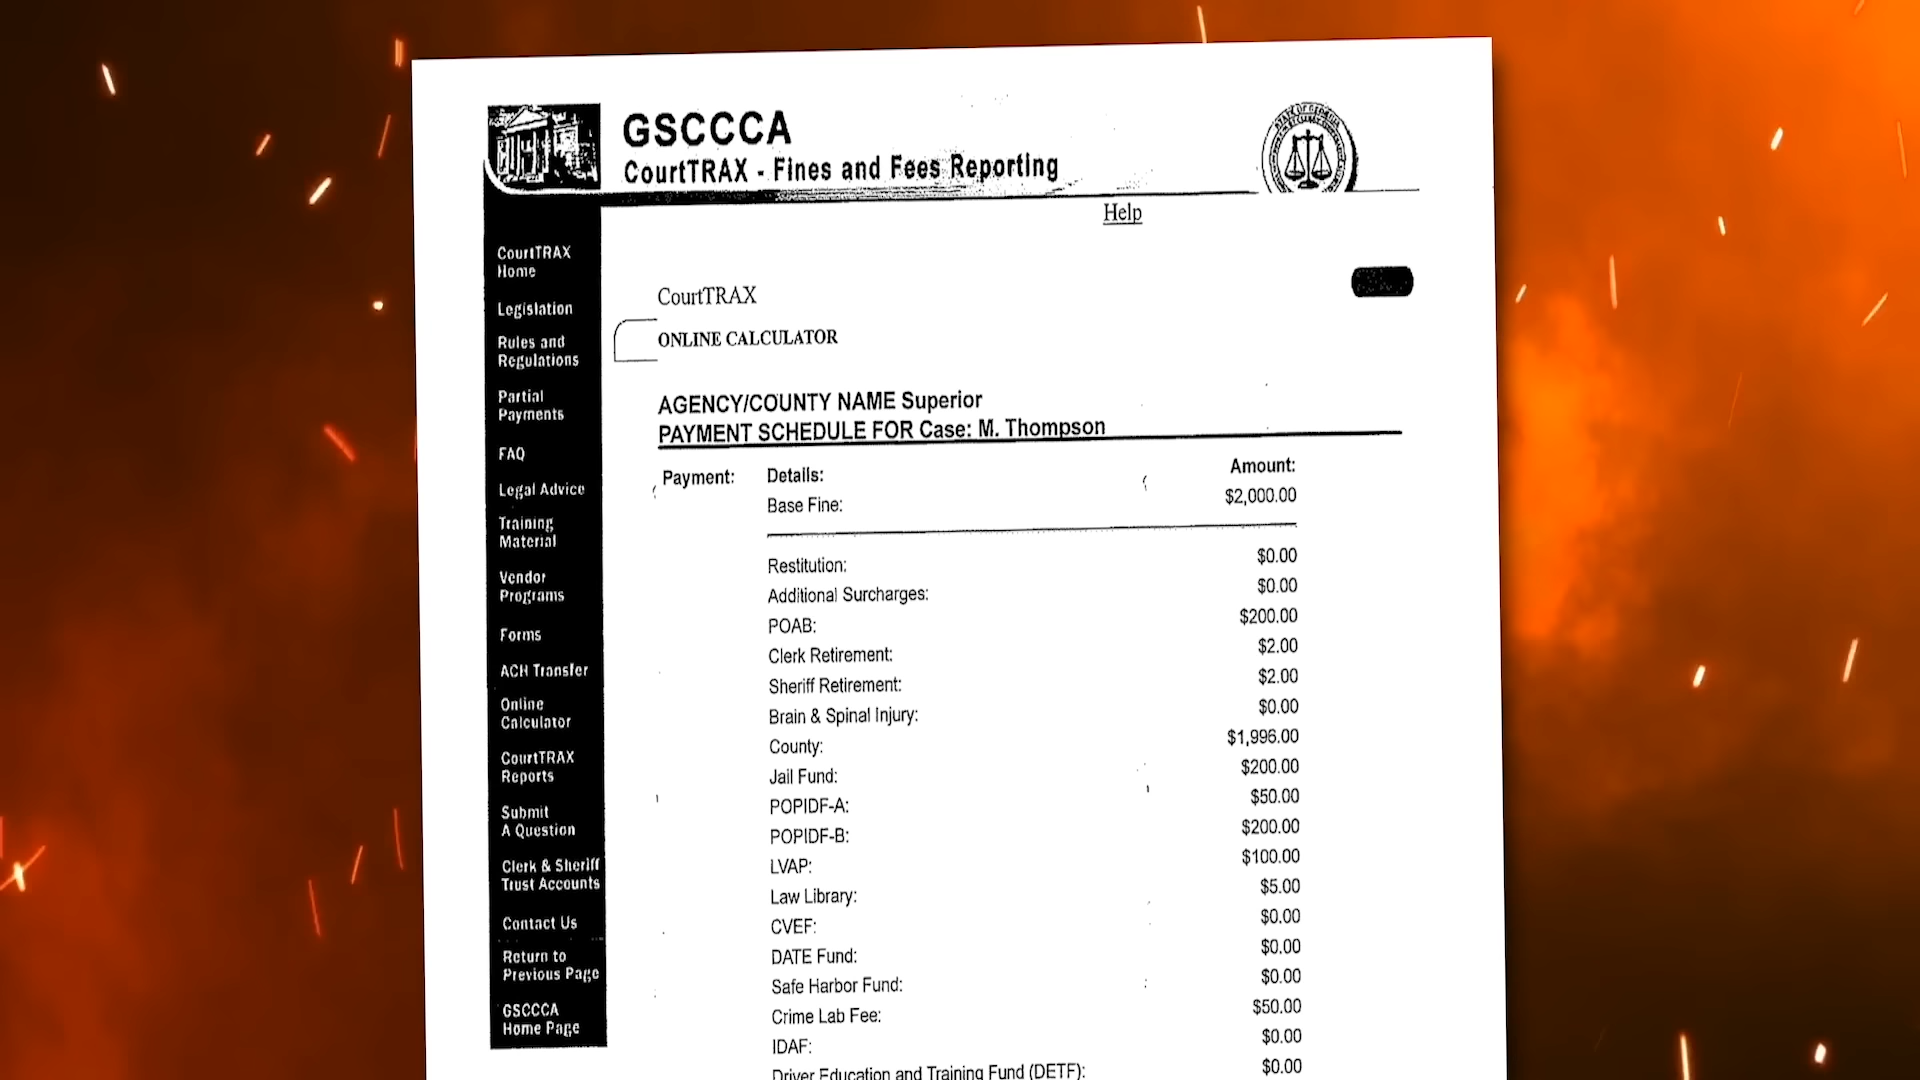 GSCCCA
CourtTRAX - Fines and Fees Reporting
STATE OF GEORGIA
Help
CourtTRAX
Home
Legislation
Rules and
Regulations
Partial
Payments
FAQ
Legal Advice
Training
Material
Vendor
Programs
Forms
ACH Transfer
Online
Calculator
CourtTRAX
Reports
Submit
A Question
Clerk & Sheriff
Trust Accounts
Contact Us
Return to
Previous Page
GSCCCA
Home Page
CourtTRAX
ONLINE CALCULATOR
AGENCY/COUNTY NAME Superior
PAYMENT SCHEDULE FOR Case: M. Thompson
Payment: Details: Amount:
Base Fine: $2,000.00
Restitution: $0.00
Additional Surcharges: $0.00
POAB: $200.00
Clerk Retirement: $2.00
Sheriff Retirement: $2.00
Brain & Spinal Injury: $0.00
County: $1,996.00
Jail Fund: $200.00
POPIDF-A: $50.00
POPIDF-B: $200.00
LVAP: $100.00
Law Library: $5.00
CVEF: $0.00
DATE Fund: $0.00
Safe Harbor Fund: $0.00
Crime Lab Fee: $50.00
IDAF: $0.00
Driver Education and Training Fund (DETF): $0.00